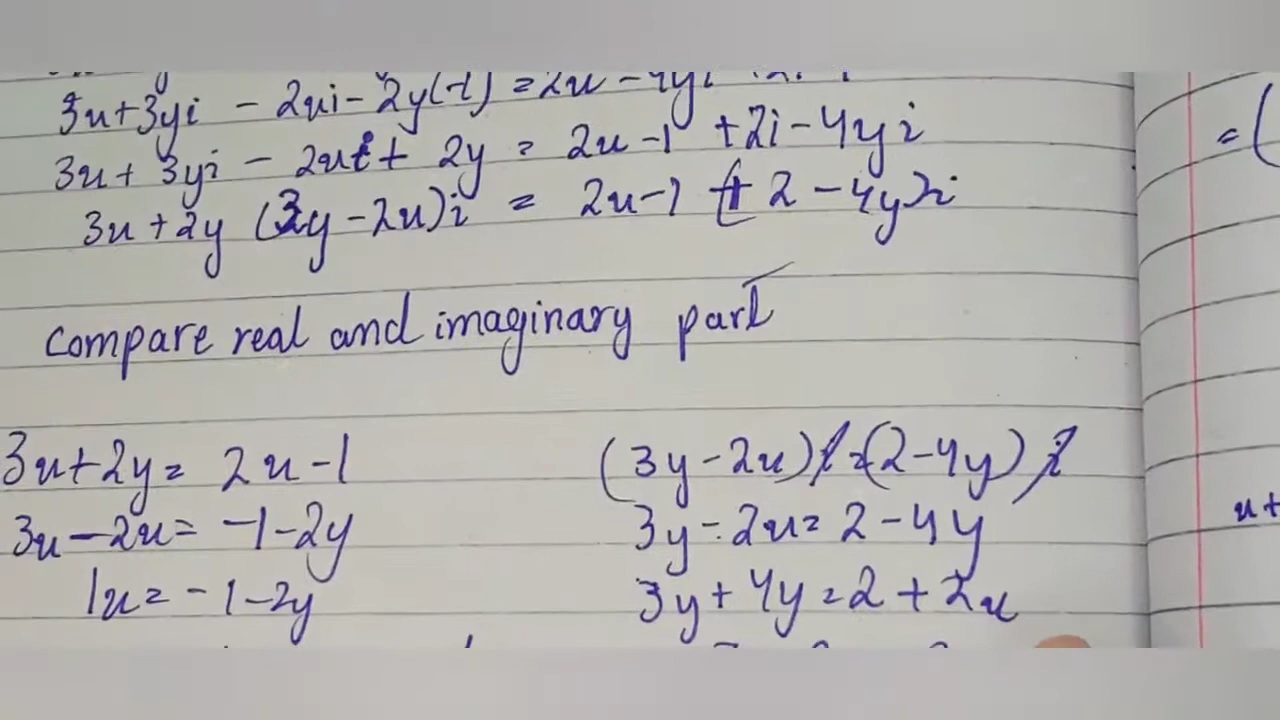 3x+3yi - 2xi - 2y(-1) = 2x - 4yi
3x + 3yi - 2xi + 2y = 2x - 1 + 2i - 4yi
= (
3x + 2y (3y - 2x)i = 2x - 1 + (2 - 4y)i
Compare real and imaginary part
3x + 2y = 2x - 1
(3y - 2x)i = (2 - 4y)i
3x - 2x = -1 - 2y
3y - 2x = 2 - 4y
x+
1x = -1 - 2y
3y + 4y = 2 + 2x